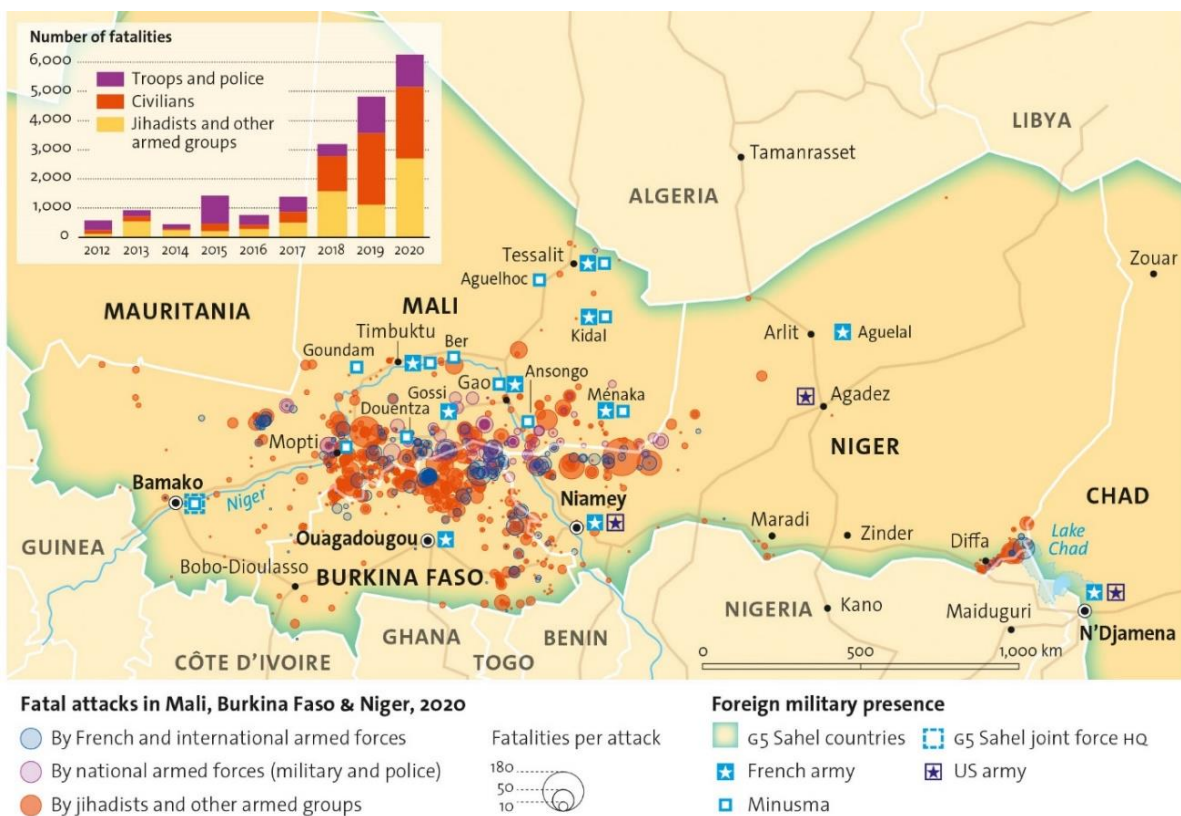 Number of fatalities
6,000
5,000
4,000
3,000
2,000
1,000
0
Troops and police
Civilians
Jihadists and other
armed groups
2012 2013 2014 2015 2016 2017 2018 2019 2020
LIBYA
Tamanrasset
ALGERIA
Zouar
Tessalit
Aguelhoc
MAURITANIA
MALI
Kidal
Arlit
Aguelal
Timbuktu
Ber
Goundam
Gao
Ansongo
Gossi
Ménaka
Douentza
Agadez
Mopti
NIGER
Bamako
Niger
Niamey
CHAD
Ouagadougou
Maradi
Zinder
Diffa
Lake
Chad
GUINEA
Bobo-Dioulasso
BURKINA FASO
NIGERIA
Kano
Maiduguri
N'Djamena
GHANA
BENIN
CÔTE D'IVOIRE
TOGO
0 500 1,000 km
Fatal attacks in Mali, Burkina Faso & Niger, 2020
By French and international armed forces
By national armed forces (military and police)
By jihadists and other armed groups
Fatalities per attack
180
50
10
Foreign military presence
G5 Sahel countries
G5 Sahel joint force HQ
French army
US army
Minusma